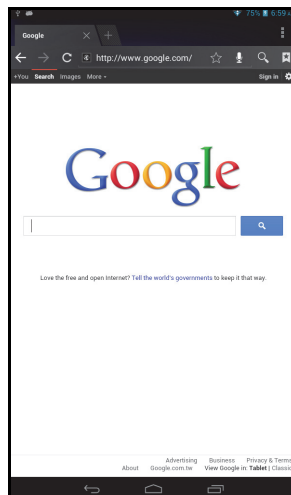 75% 6:59 A
Google
http://www.google.com/
+You Search Images More Sign in
Google
Love the free and open Internet? Tell the world's governments to keep it that way.
Advertising Business Privacy & Terms
About Google.com.tw View Google in: Tablet | Classic